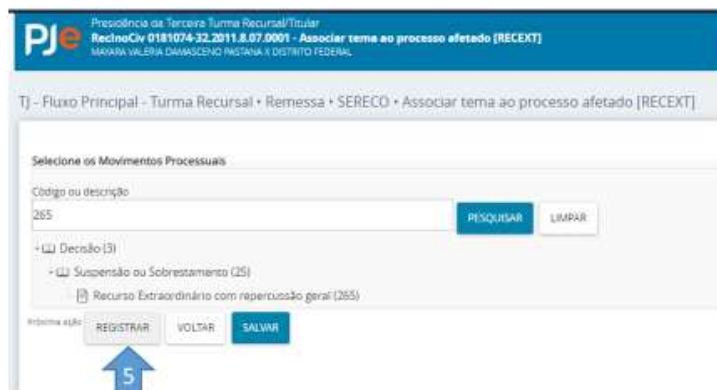 PJe
Presidência da Terceira Turma Recursal/Titular
RecInoCiv 0181074-32.2011.8.07.0001 - Associar tema ao processo afetado [RECEXT]
MAYARA VALERIA DAMASCENO PASTANA X DISTRITO FEDERAL
TJ - Fluxo Principal - Turma Recursal • Remessa • SERECO • Associar tema ao processo afetado [RECEXT]
Selecione os Movimentos Processuais
Código ou descrição
265 PESQUISAR LIMPAR
Decisão (3)
Suspensão ou Sobrestamento (25)
Recurso Extraordinário com repercussão geral (265)
Próxima ação REGISTRAR VOLTAR SALVAR
5